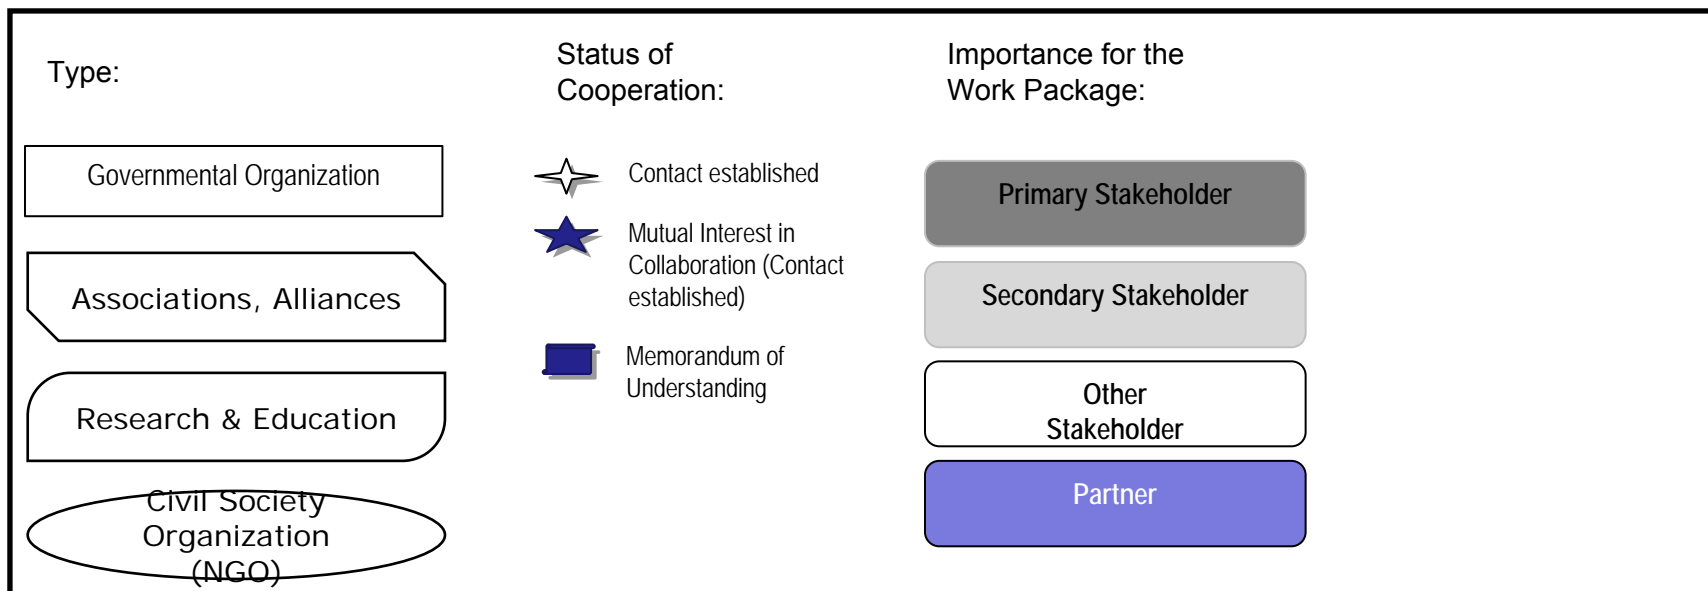 Type:
Governmental Organization
Associations, Alliances
Research & Education
Civil Society
Organization
(NGO)
Status of
Cooperation:
Contact established
Mutual Interest in
Collaboration (Contact
established)
Memorandum of
Understanding
Importance for the
Work Package:
Primary Stakeholder
Secondary Stakeholder
Other
Stakeholder
Partner